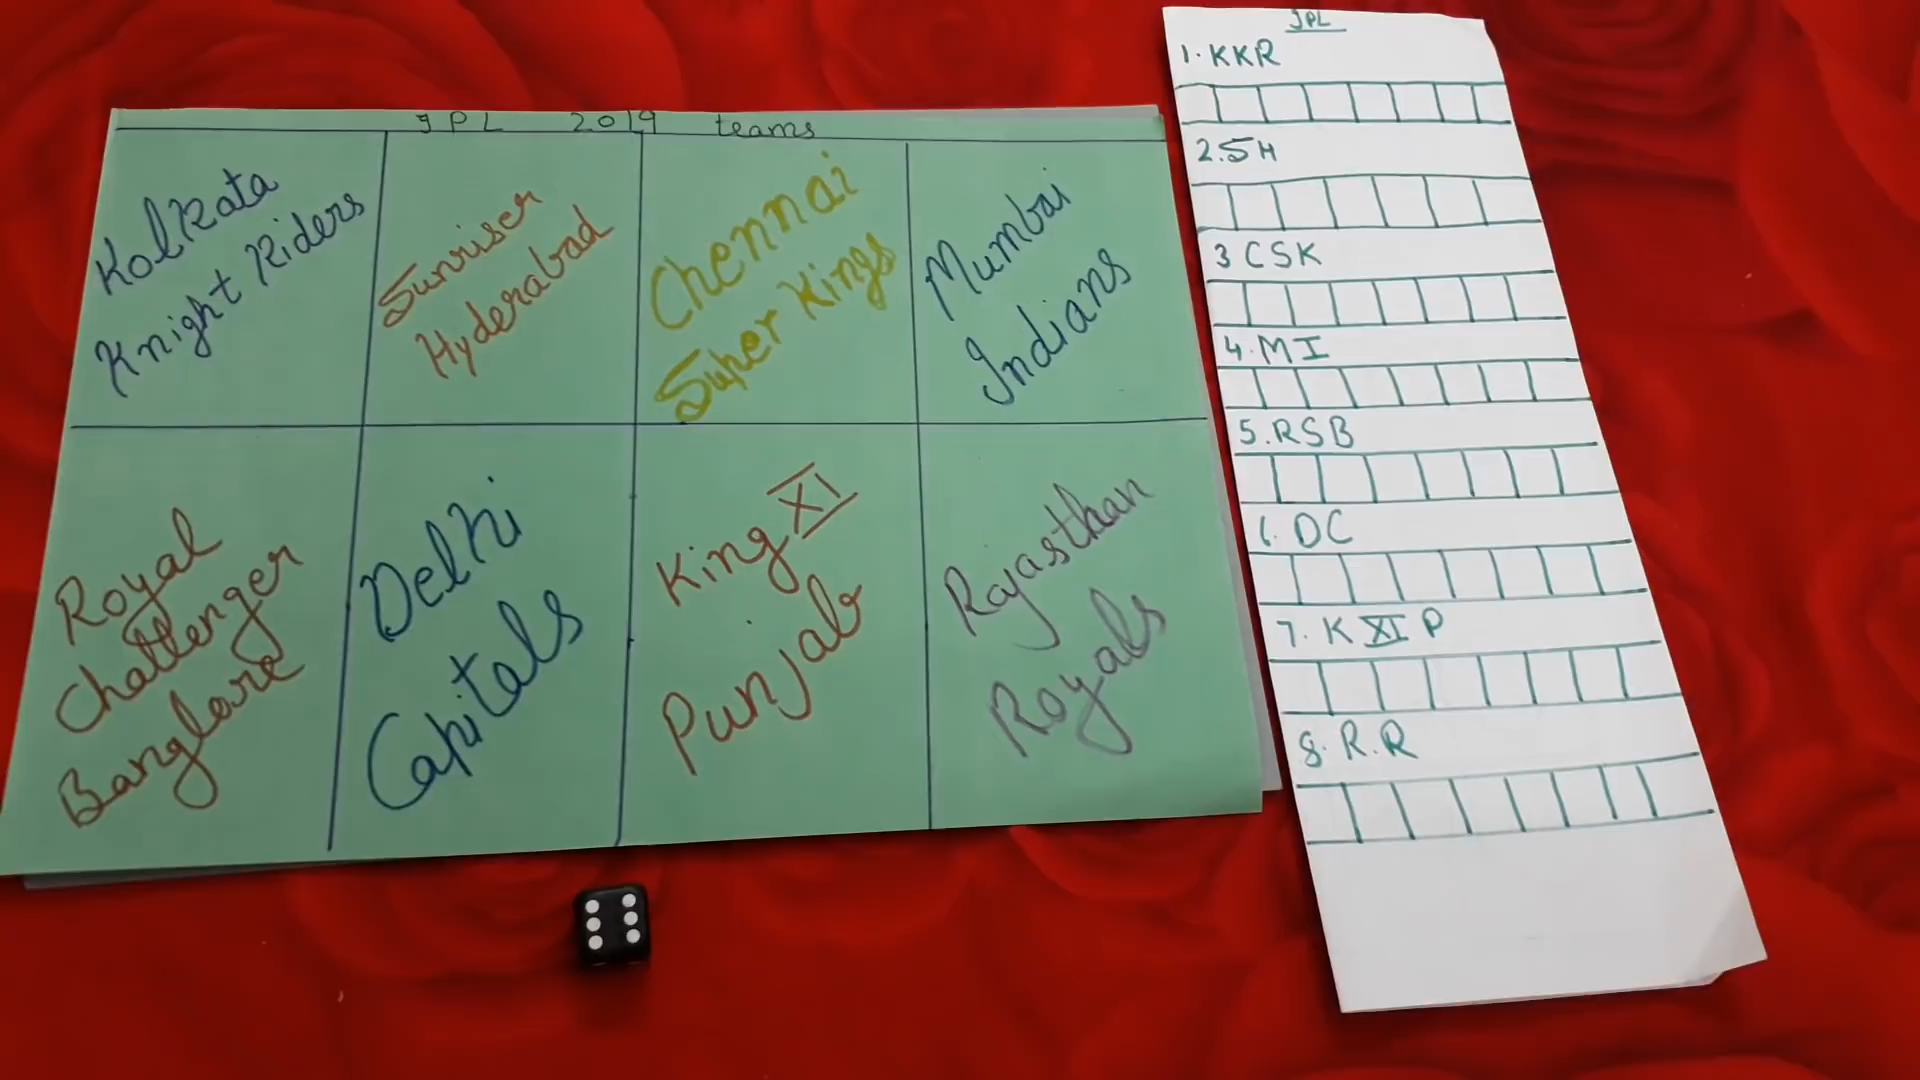 IPL 2019 teams
Kolkata
Knight Riders
Sunriser
Hyderabad
Chennai
Super Kings
Mumbai
Indians
Royal
Challenger
Banglore
Delhi
Capitals
King XI
Punjab
Rajasthan
Royals
IPL
1. KKR
2. SH
3 CSK
4. MI
5. RSB
6. DC
7. K XI P
8. R.R